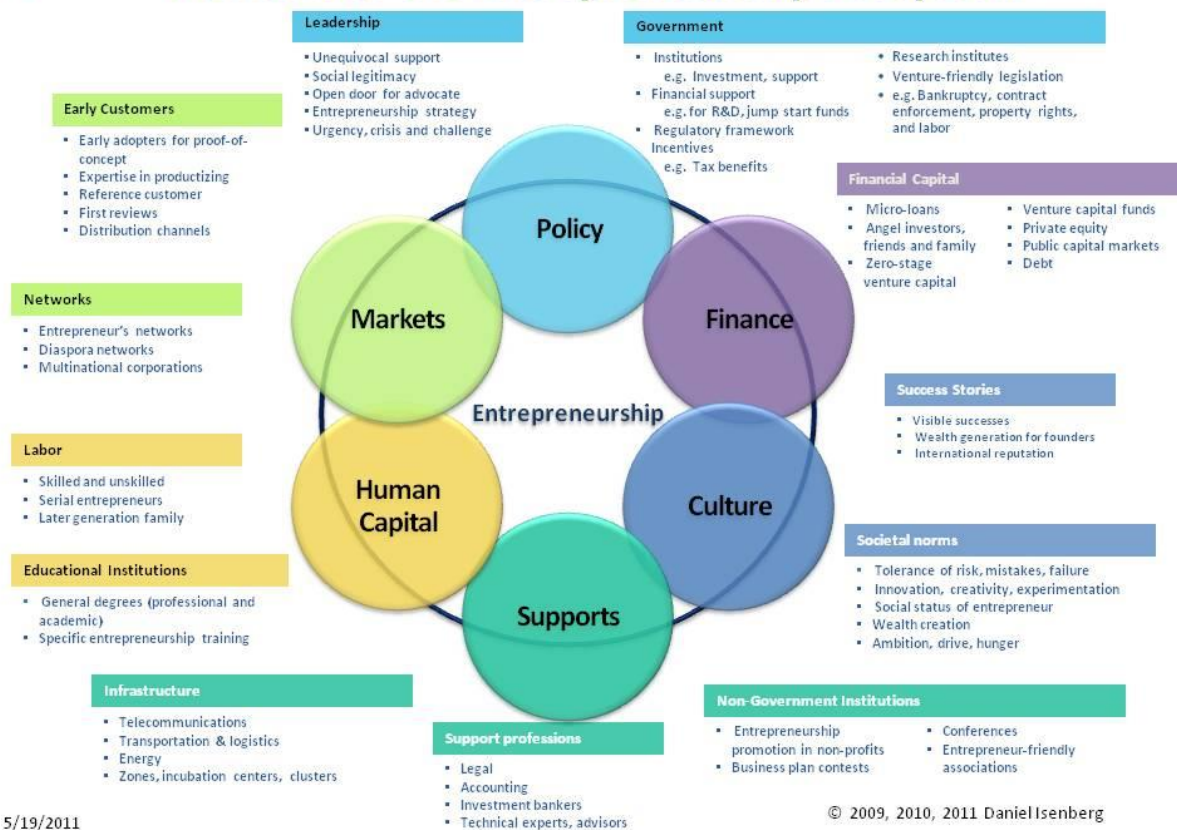 Leadership
▪ Unequivocal support
▪ Social legitimacy
▪ Open door for advocate
▪ Entrepreneurship strategy
▪ Urgency, crisis and challenge
Government
▪ Institutions
e.g. Investment, support
▪ Financial support
e.g. for R&D, jump start funds
▪ Regulatory framework
Incentives
e.g. Tax benefits
• Research institutes
• Venture-friendly legislation
• e.g. Bankruptcy, contract
enforcement, property rights,
and labor
Early Customers
▪ Early adopters for proof-of-
concept
▪ Expertise in productizing
▪ Reference customer
▪ First reviews
▪ Distribution channels
Financial Capital
▪ Micro-loans
▪ Angel investors,
friends and family
▪ Zero-stage
venture capital
▪ Venture capital funds
▪ Private equity
▪ Public capital markets
▪ Debt
Networks
▪ Entrepreneur's networks
▪ Diaspora networks
▪ Multinational corporations
Policy
Markets
Finance
Entrepreneurship
Human
Capital
Culture
Supports
Success Stories
▪ Visible successes
▪ Wealth generation for founders
▪ International reputation
Labor
▪ Skilled and unskilled
▪ Serial entrepreneurs
▪ Later generation family
Societal norms
▪ Tolerance of risk, mistakes, failure
▪ Innovation, creativity, experimentation
▪ Social status of entrepreneur
▪ Wealth creation
▪ Ambition, drive, hunger
Educational Institutions
▪ General degrees (professional and
academic)
▪ Specific entrepreneurship training
Infrastructure
▪ Telecommunications
▪ Transportation & logistics
▪ Energy
▪ Zones, incubation centers, clusters
Support professions
▪ Legal
▪ Accounting
▪ Investment bankers
▪ Technical experts, advisors
Non-Government Institutions
▪ Entrepreneurship
promotion in non-profits
▪ Business plan contests
▪ Conferences
▪ Entrepreneur-friendly
associations
5/19/2011
© 2009, 2010, 2011 Daniel Isenberg